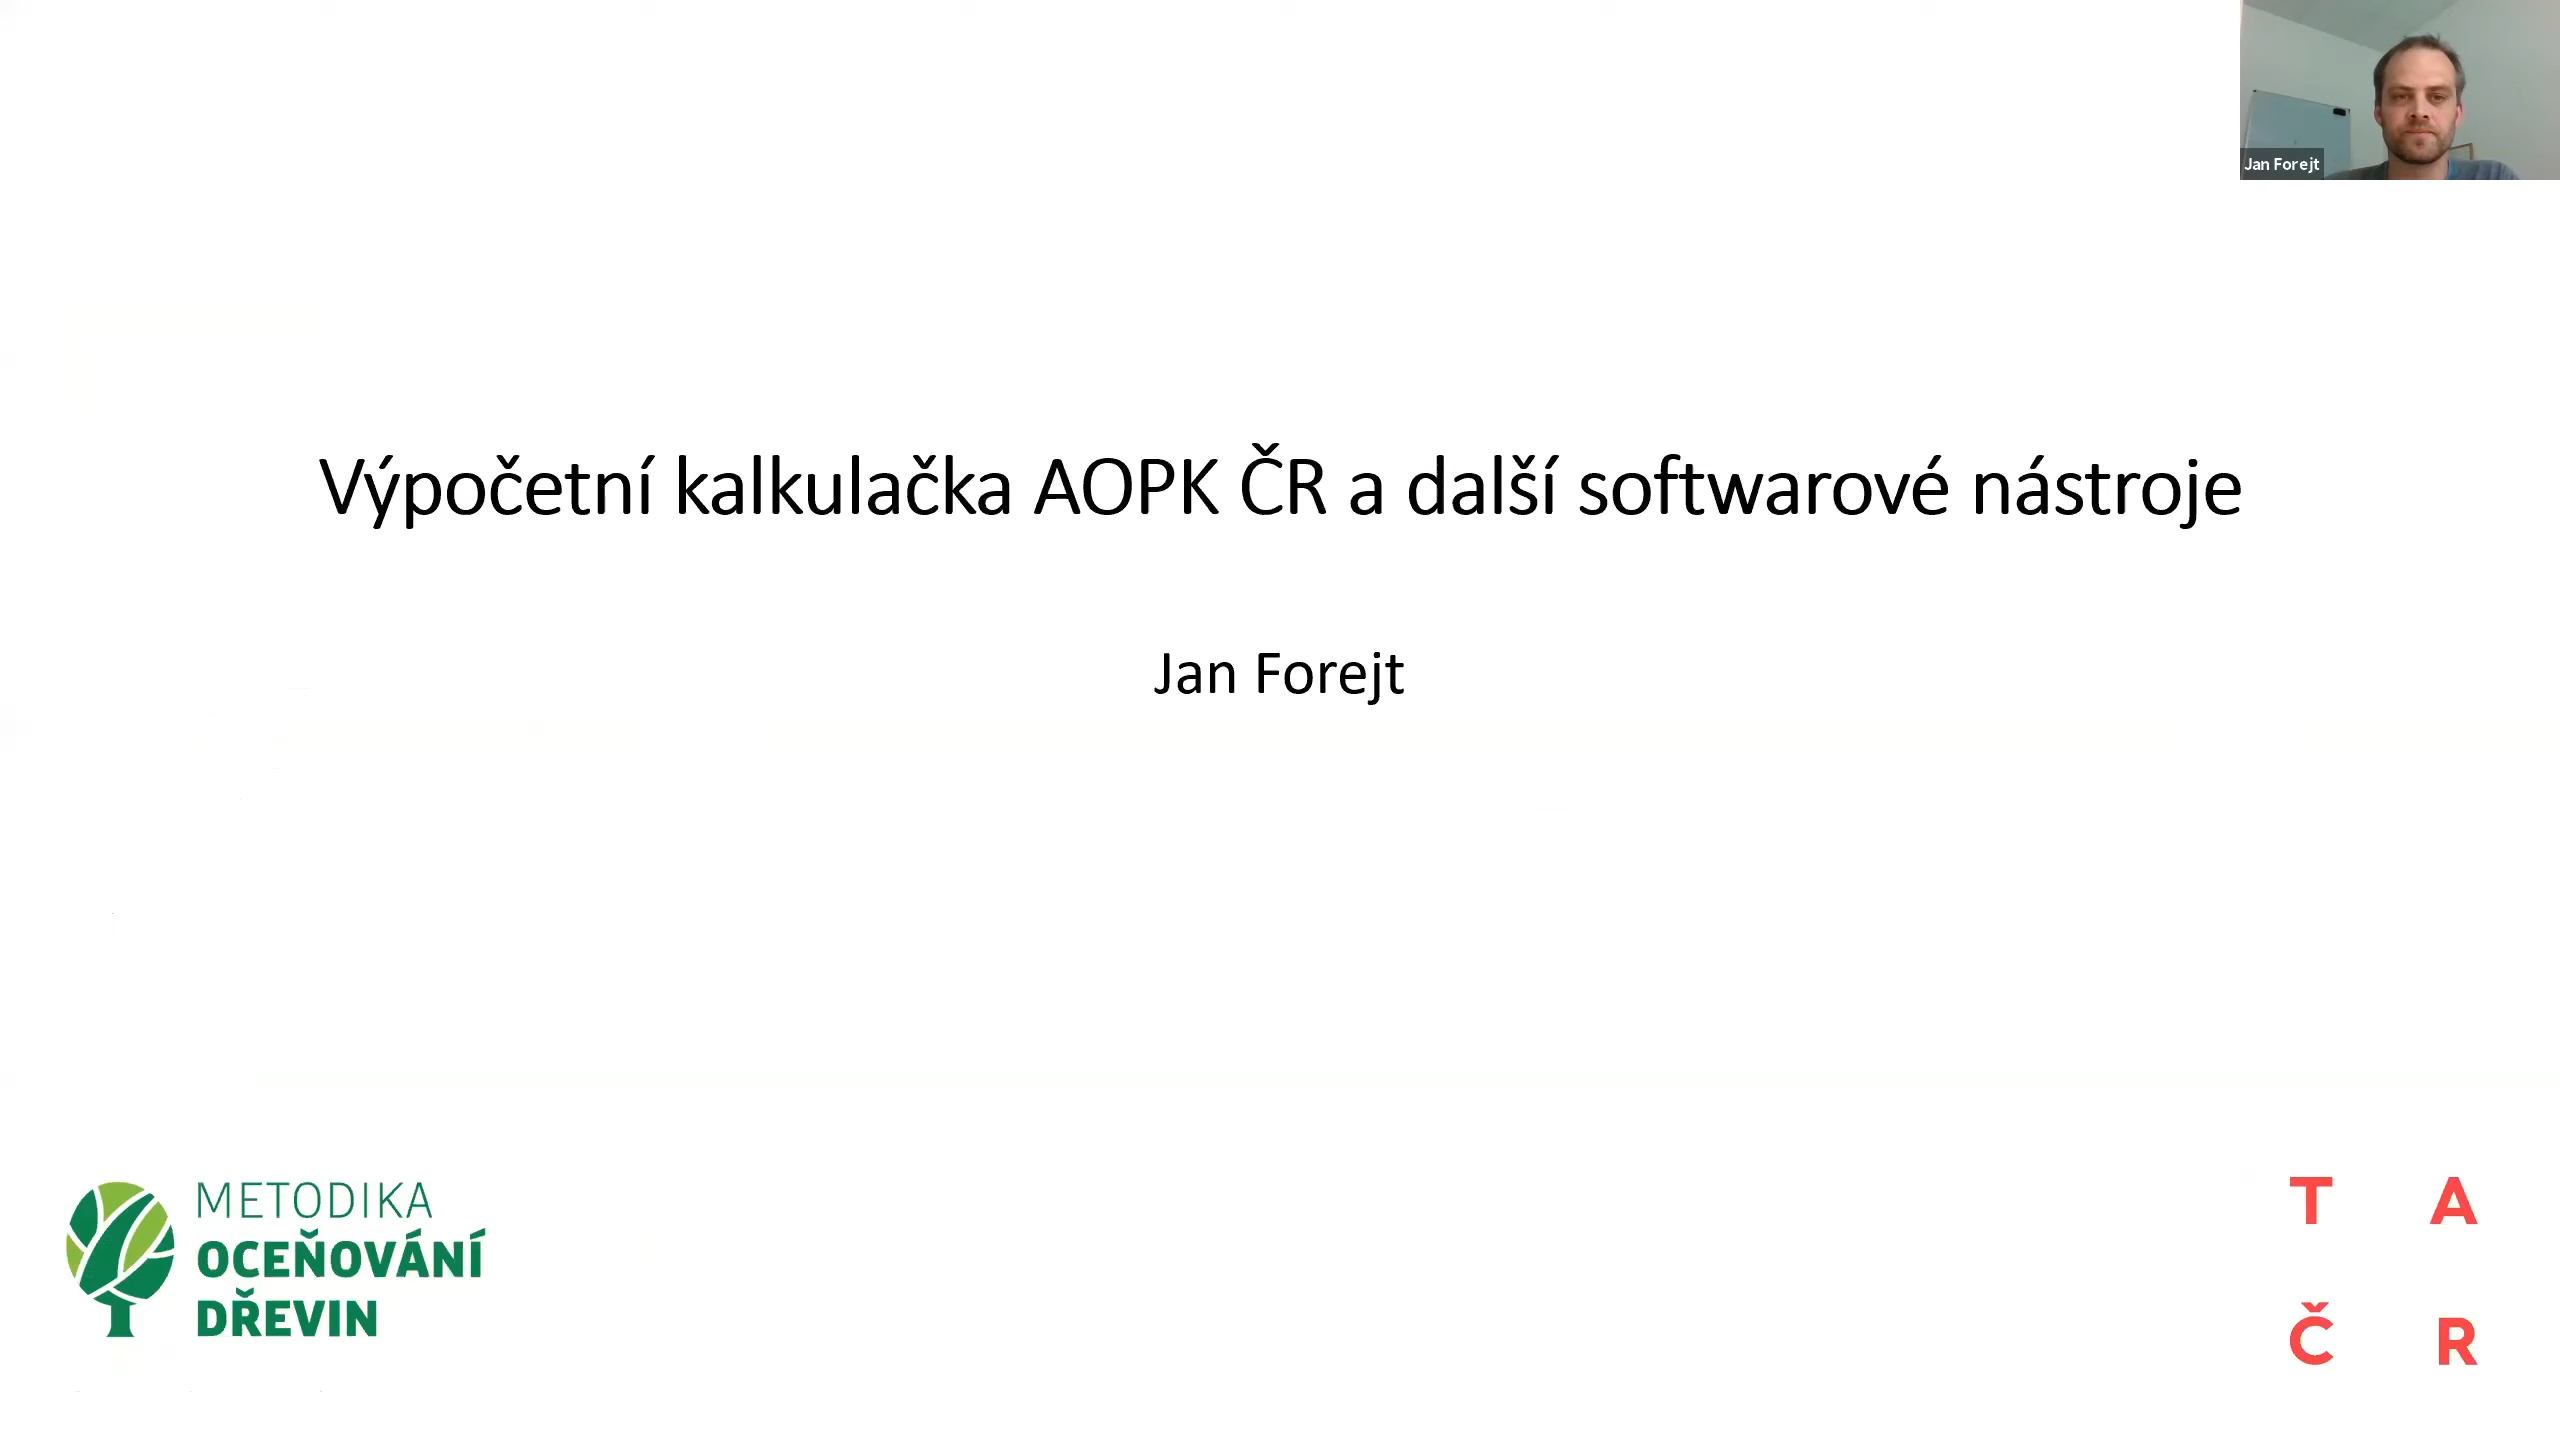 Jan Forejt
Výpočetní kalkulačka AOPK ČR a další softwarové nástroje
Jan Forejt
METODIKA
OCEŇOVÁNÍ
DŘEVIN
T A
Č R